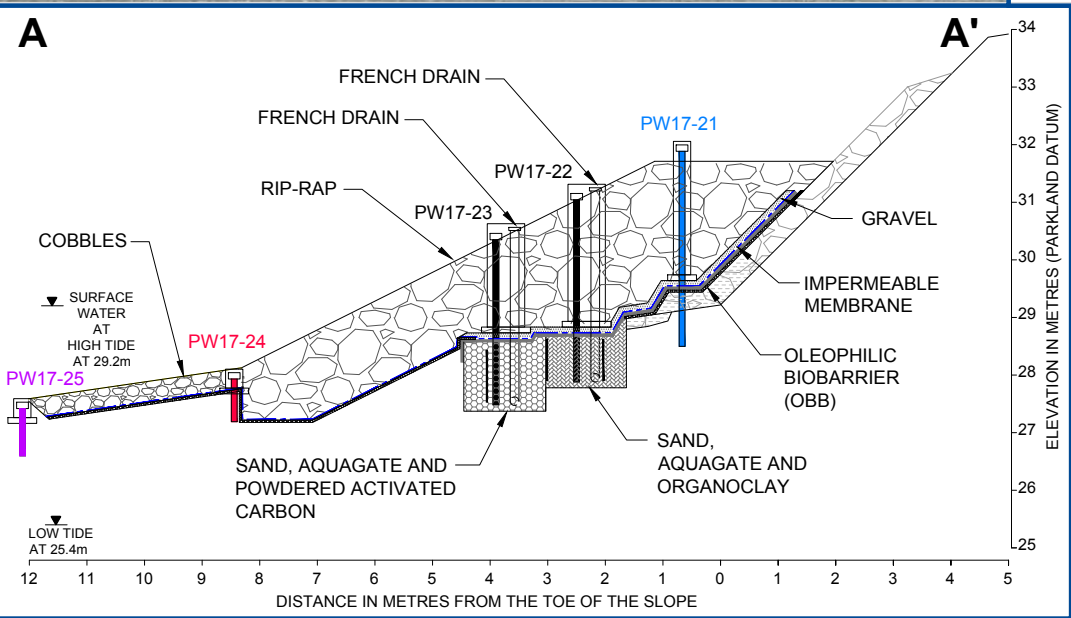 A
A'
FRENCH DRAIN
FRENCH DRAIN
PW17-21
PW17-22
RIP-RAP
PW17-23
COBBLES
GRAVEL
IMPERMEABLE
MEMBRANE
SURFACE
WATER
AT
HIGH TIDE
AT 29.2m
PW17-24
PW17-25
OLEOPHILIC
BIOBARRIER
(OBB)
SAND, AQUAGATE AND
POWDERED ACTIVATED
CARBON
SAND,
AQUAGATE AND
ORGANOCLAY
LOW TIDE
AT 25.4m
34
33
32
31
30
29
28
27
26
25
ELEVATION IN METRES (PARKLAND DATUM)
12 11 10 9 8 7 6 5 4 3 2 1 0 1 2 3 4 5
DISTANCE IN METRES FROM THE TOE OF THE SLOPE